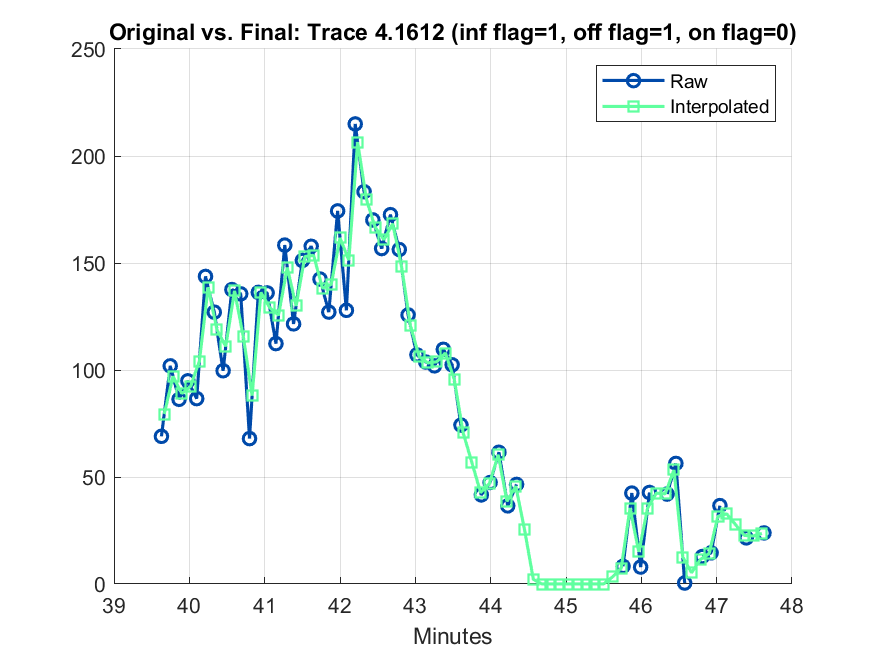 Original vs. Final: Trace 4.1612 (inf flag=1, off flag=1, on flag=0)
250
200
150
100
50
0
Raw
Interpolated
39 40 41 42 43 44 45 46 47 48
Minutes